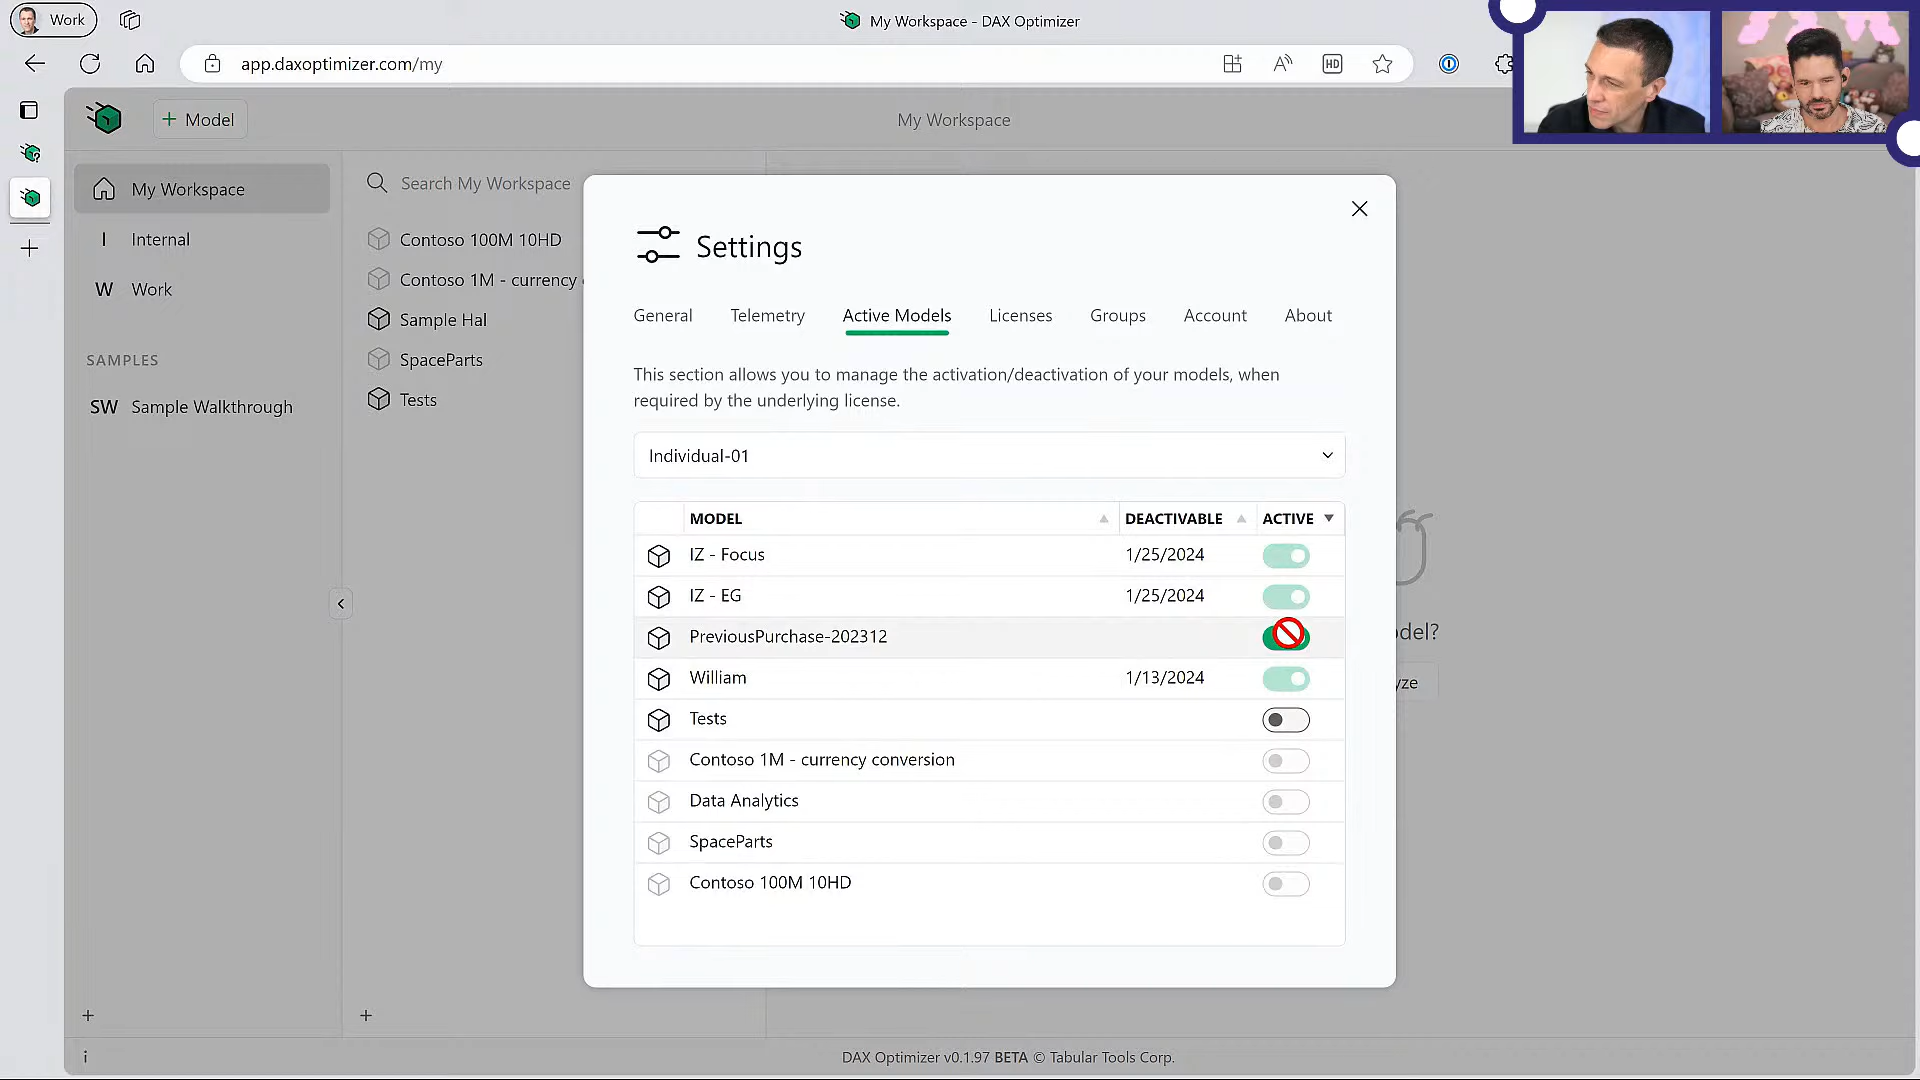 Work
My Workspace - DAX Optimizer
app.daxoptimizer.com/my
HD
+ Model
My Workspace
My Workspace
I Internal
W Work
SAMPLES
SW Sample Walkthrough
Search My Workspace
Contoso 100M 10HD
Contoso 1M - currency
Sample Hal
SpaceParts
Tests
Settings
General Telemetry Active Models Licenses Groups Account About
This section allows you to manage the activation/deactivation of your models, when
required by the underlying license.
Individual-01
MODEL DEACTIVABLE ACTIVE
IZ - Focus 1/25/2024
IZ - EG 1/25/2024
PreviousPurchase-202312
William 1/13/2024
Tests
Contoso 1M - currency conversion
Data Analytics
SpaceParts
Contoso 100M 10HD
DAX Optimizer v0.1.97 BETA © Tabular Tools Corp.